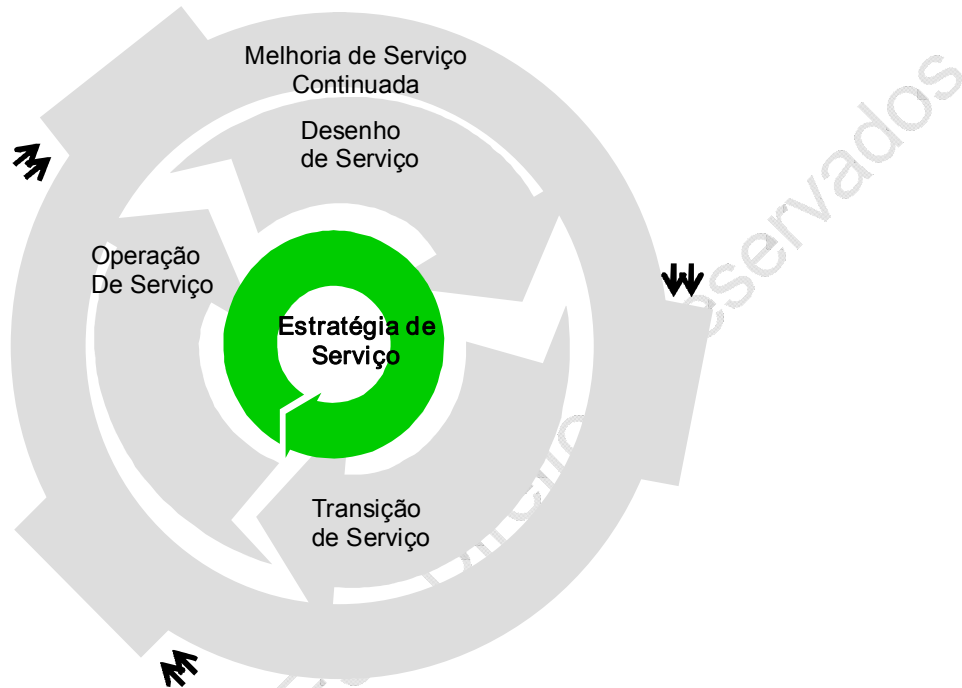 Melhoria de Serviço
Continuada
Desenho
de Serviço
Operação
De Serviço
Estratégia de
Serviço
Transição
de Serviço